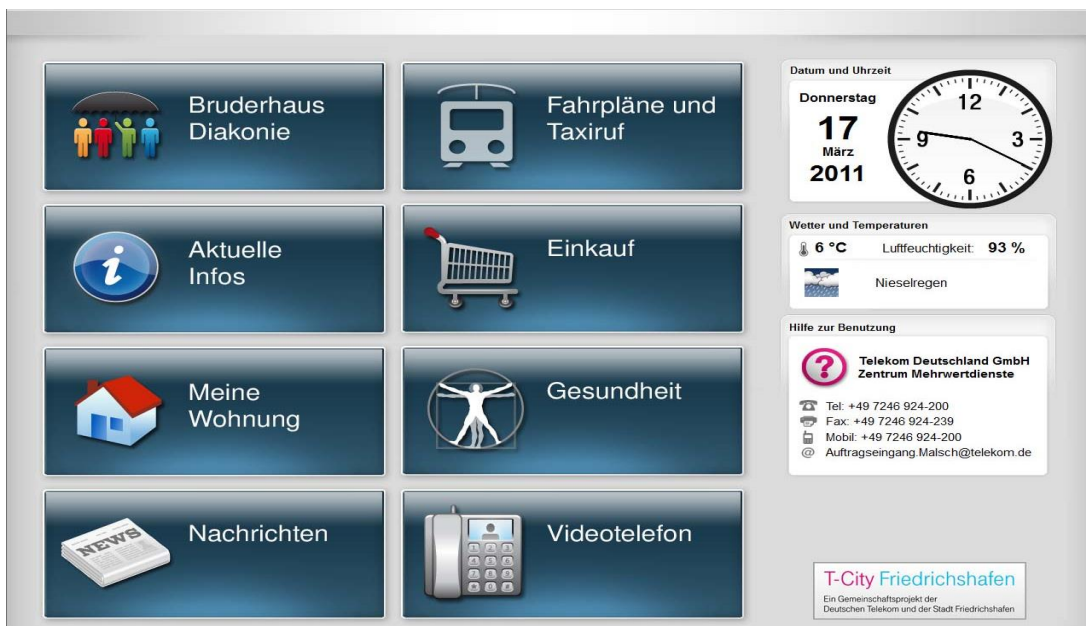 Bruderhaus
Diakonie
Fahrpläne und
Taxiruf
Aktuelle
Infos
Einkauf
Meine
Wohnung
Gesundheit
NEWS
Nachrichten
Videotelefon
Datum und Uhrzeit
Donnerstag
17
März
2011
12
9
3
6
Wetter und Temperaturen
6 °C Luftfeuchtigkeit: 93 %
Nieselregen
Hilfe zur Benutzung
?
Telekom Deutschland GmbH
Zentrum Mehrwertdienste
Tel: +49 7246 924-200
Fax: +49 7246 924-239
Mobil: +49 7246 924-200
@ Auftragseingang.Malsch@telekom.de
T-City Friedrichshafen
Ein Gemeinschaftsprojekt der
Deutschen Telekom und der Stadt Friedrichshafen